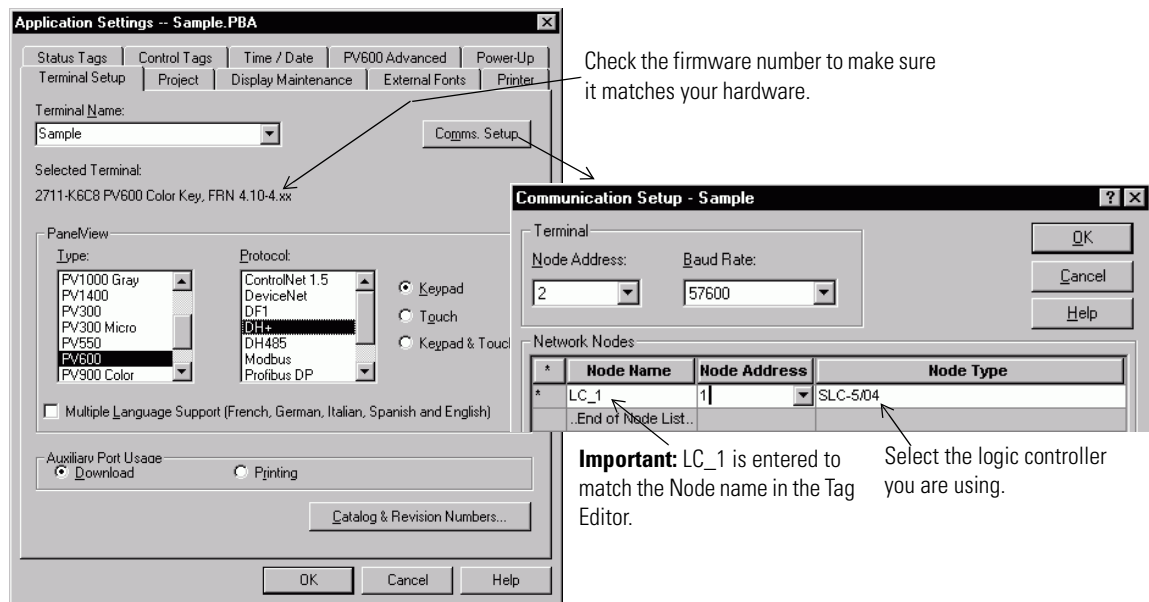 Application Settings -- Sample.PBA
Status Tags
Control Tags
Time / Date
PV600 Advanced
Power-Up
Terminal Setup
Project
Display Maintenance
External Fonts
Printer
Terminal Name:
Sample
Comms. Setup
Selected Terminal:
2711-K6C8 PV600 Color Key, FRN 4.10-4.xx
PanelView
Type:
PV1000 Gray
PV1400
PV300
PV300 Micro
PV550
PV600
PV900 Color
Protocol:
ControlNet 1.5
DeviceNet
DF1
DH+
DH485
Modbus
Profibus DP
Keypad
Touch
Keypad & Touch
Multiple Language Support (French, German, Italian, Spanish and English)
Auxiliary Port Usage
Download
Printing
Catalog & Revision Numbers...
OK
Cancel
Help
Check the firmware number to make sure
it matches your hardware.
Communication Setup - Sample
Terminal
Node Address:
Baud Rate:
2
57600
OK
Cancel
Help
Network Nodes
* Node Name Node Address Node Type
* LC_1 1 SLC-5/04
..End of Node List..
Important: LC_1 is entered to
match the Node name in the Tag
Editor.
Select the logic controller
you are using.